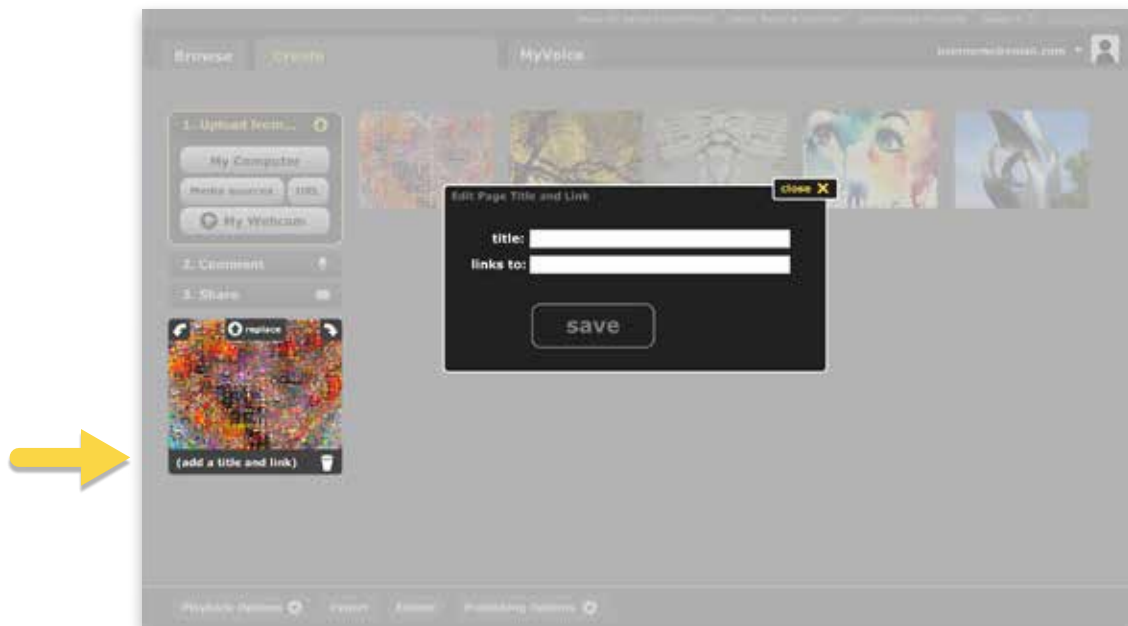 Browse
Create
MyVoice
1. Upload from...
My Computer
Media sources
URL
My Webcam
2. Comment
3. Share
replace
(add a title and link)
Edit Page Title and Link
close X
title:
links to:
save
Playback Options
Export
Publishing Options